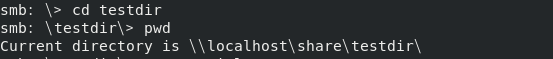 smb: \> cd testdir
smb: \testdir\> pwd
Current directory is \\localhost\share\testdir\